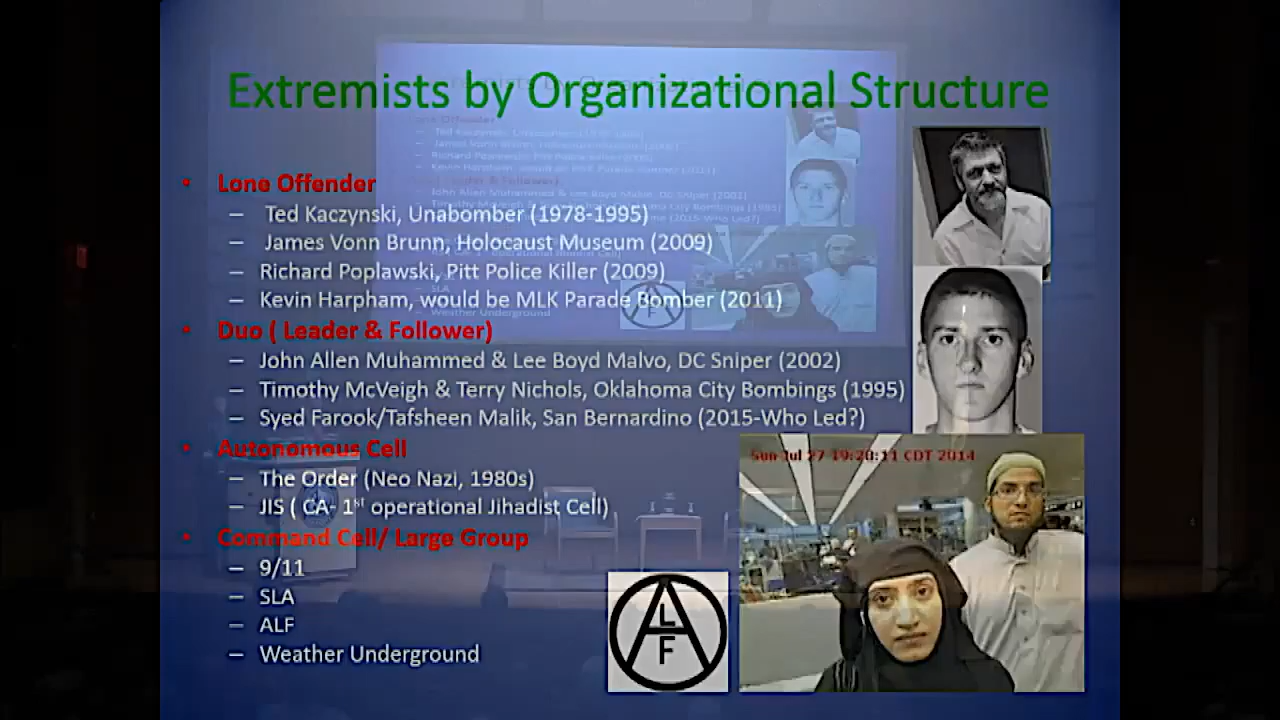 Extremists by Organizational Structure
• Lone Offender
– Ted Kaczynski, Unabomber (1978-1995)
– James Vonn Brunn, Holocaust Museum (2009)
– Richard Poplawski, Pitt Police Killer (2009)
– Kevin Harpham, would be MLK Parade Bomber (2011)
• Duo ( Leader & Follower)
– John Allen Muhammed & Lee Boyd Malvo, DC Sniper (2002)
– Timothy McVeigh & Terry Nichols, Oklahoma City Bombings (1995)
– Syed Farook/Tafsheen Malik, San Bernardino (2015-Who Led?)
• Autonomous Cell
– The Order (Neo Nazi, 1980s)
– JIS ( CA- 1st operational Jihadist Cell)
• Command Cell/ Large Group
– 9/11
– SLA
– ALF
– Weather Underground
Sun Jul 27 19:20:11 CDT 2014
ALF